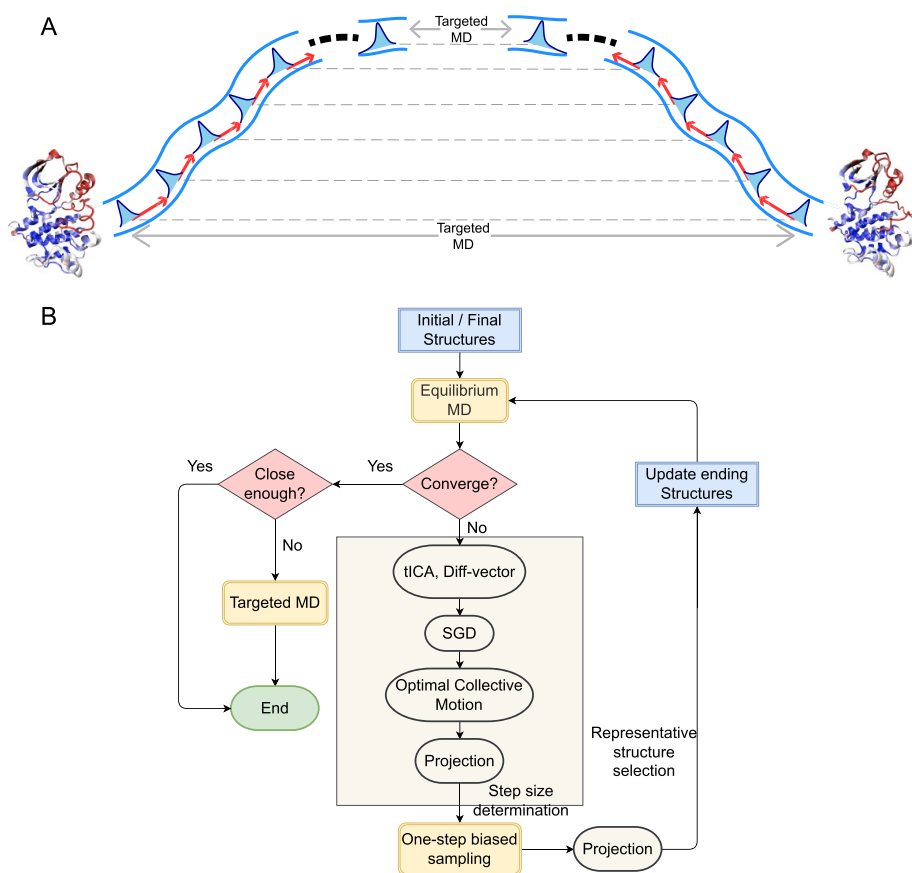 A
Targeted
MD
Targeted
MD
B
Initial / Final
Structures
Equilibrium
MD
Yes
Close
enough?
Yes
Converge?
Update ending
Structures
No
No
tICA, Diff-vector
Targeted MD
SGD
Optimal Collective
Motion
End
Representative
structure
selection
Projection
Step size
determination
One-step biased
sampling
Projection